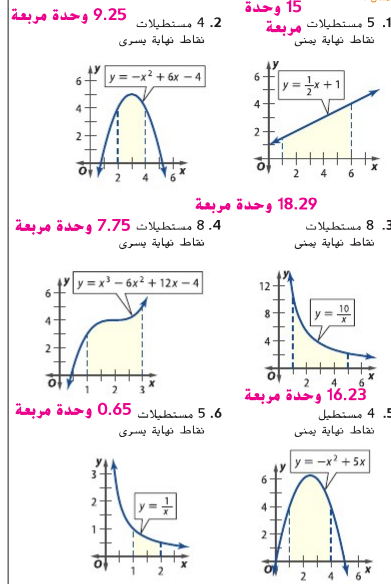 15 وحدة مربعة
1. 5 مستطيلات
نقاط نهاية يمنى
y = 1/2 x + 1
9.25 وحدة مربعة
2. 4 مستطيلات
نقاط نهاية يسرى
y = −x² + 6x − 4
18.29 وحدة مربعة
3. 8 مستطيلات
نقاط نهاية يمنى
y = 10/x
4. 8 مستطيلات 7.75 وحدة مربعة
نقاط نهاية يسرى
y = x³ − 6x² + 12x − 4
16.23 وحدة مربعة
5. 4 مستطيل
نقاط نهاية يمنى
y = −x² + 5x
6. 5 مستطيلات 0.65 وحدة مربعة
نقاط نهاية يسرى
y = 1/x